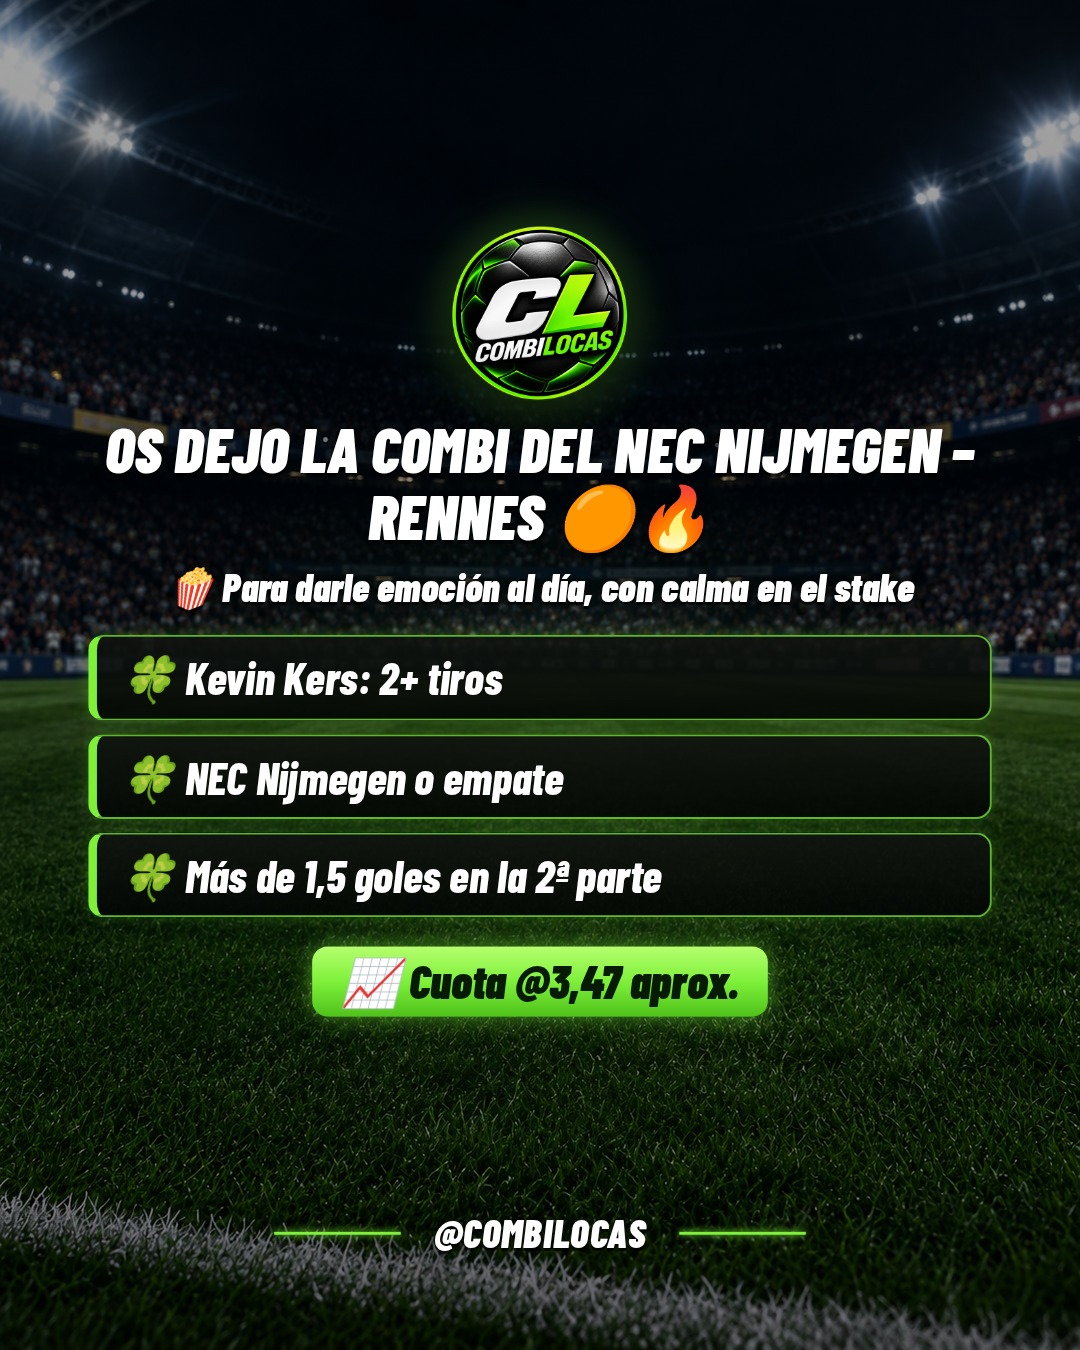 CL
COMBILOCAS
OS DEJO LA COMBI DEL NEC NIJMEGEN –
RENNES 🟠🔥
🍿 Para darle emoción al día, con calma en el stake
🍀 Kevin Kers: 2+ tiros
🍀 NEC Nijmegen o empate
🍀 Más de 1,5 goles en la 2ª parte
📈 Cuota @3,47 aprox.
@COMBILOCAS